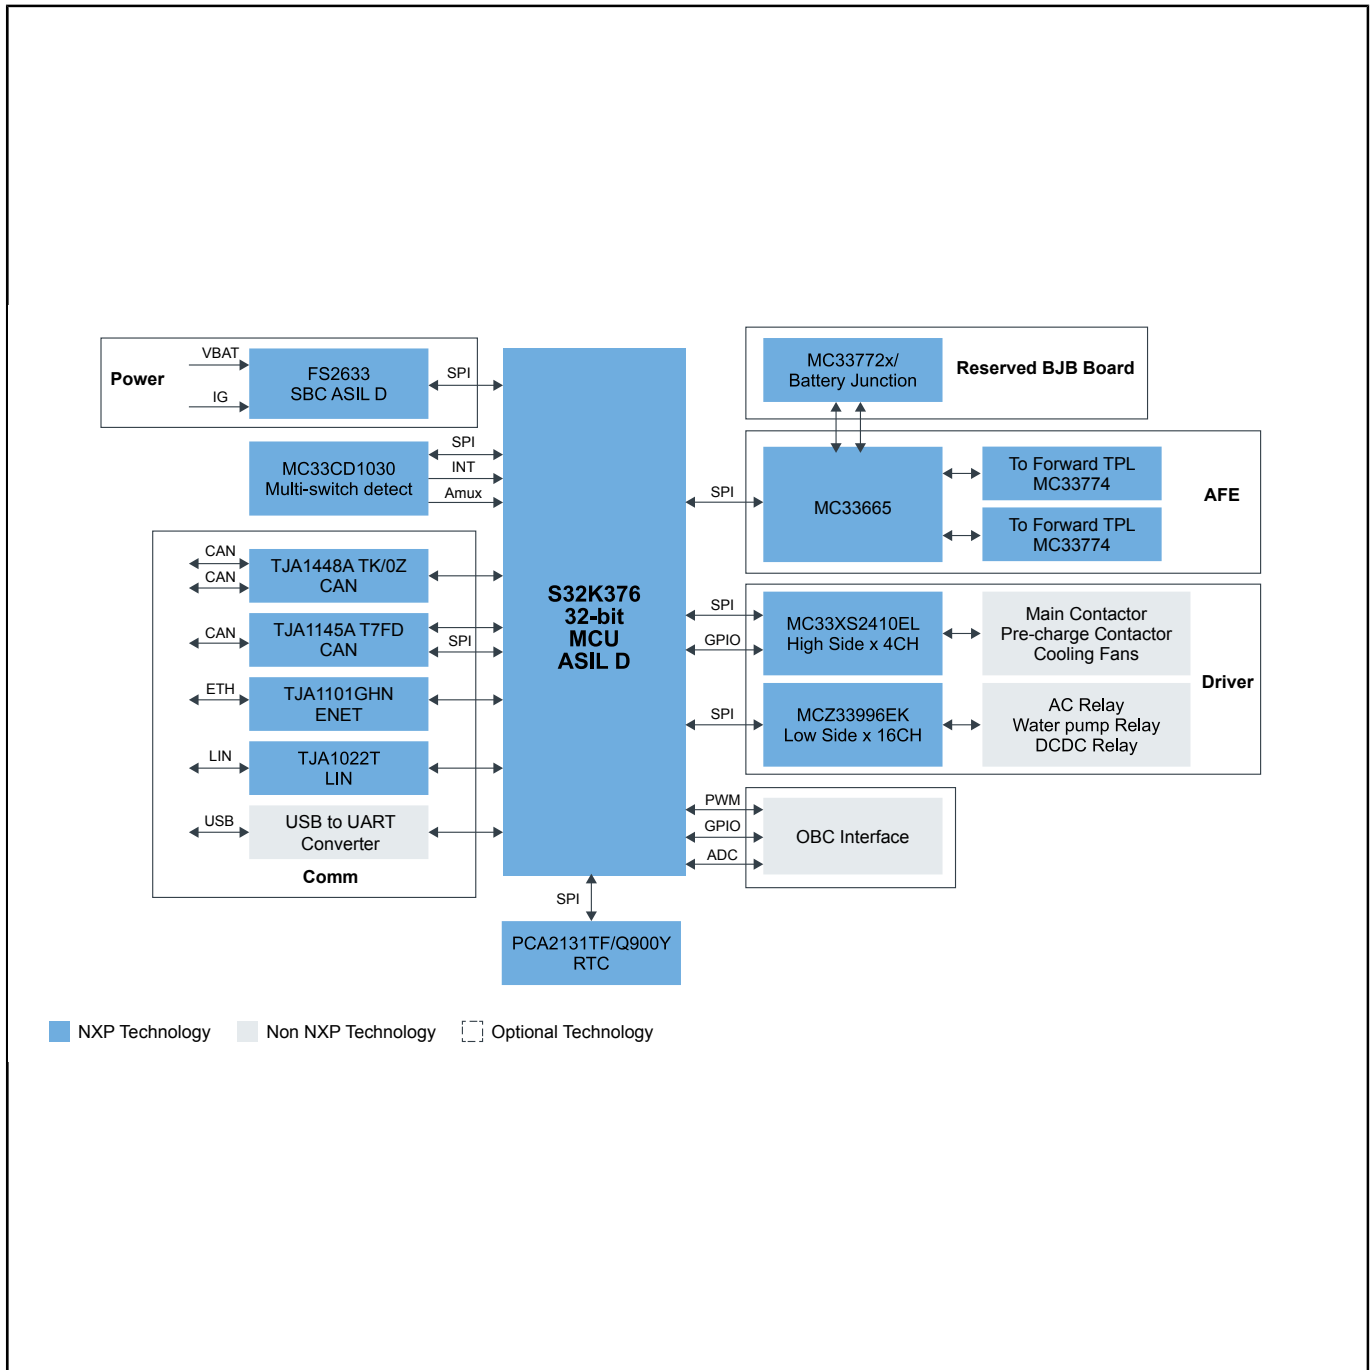 Power
VBAT
IG
FS2633
SBC ASIL D
SPI
MC33CD1030
Multi-switch detect
SPI
INT
Amux
CAN
CAN
TJA1448A TK/0Z
CAN
CAN
TJA1145A T7FD
CAN
SPI
ETH
TJA1101GHN
ENET
LIN
TJA1022T
LIN
USB
USB to UART
Converter
Comm
S32K376
32-bit
MCU
ASIL D
SPI
PCA2131TF/Q900Y
RTC
MC33772x/
Battery Junction
Reserved BJB Board
SPI
MC33665
To Forward TPL
MC33774
To Forward TPL
MC33774
AFE
SPI
GPIO
MC33XS2410EL
High Side x 4CH
Main Contactor
Pre-charge Contactor
Cooling Fans
Driver
SPI
MCZ33996EK
Low Side x 16CH
AC Relay
Water pump Relay
DCDC Relay
PWM
GPIO
ADC
OBC Interface
NXP Technology
Non NXP Technology
Optional Technology